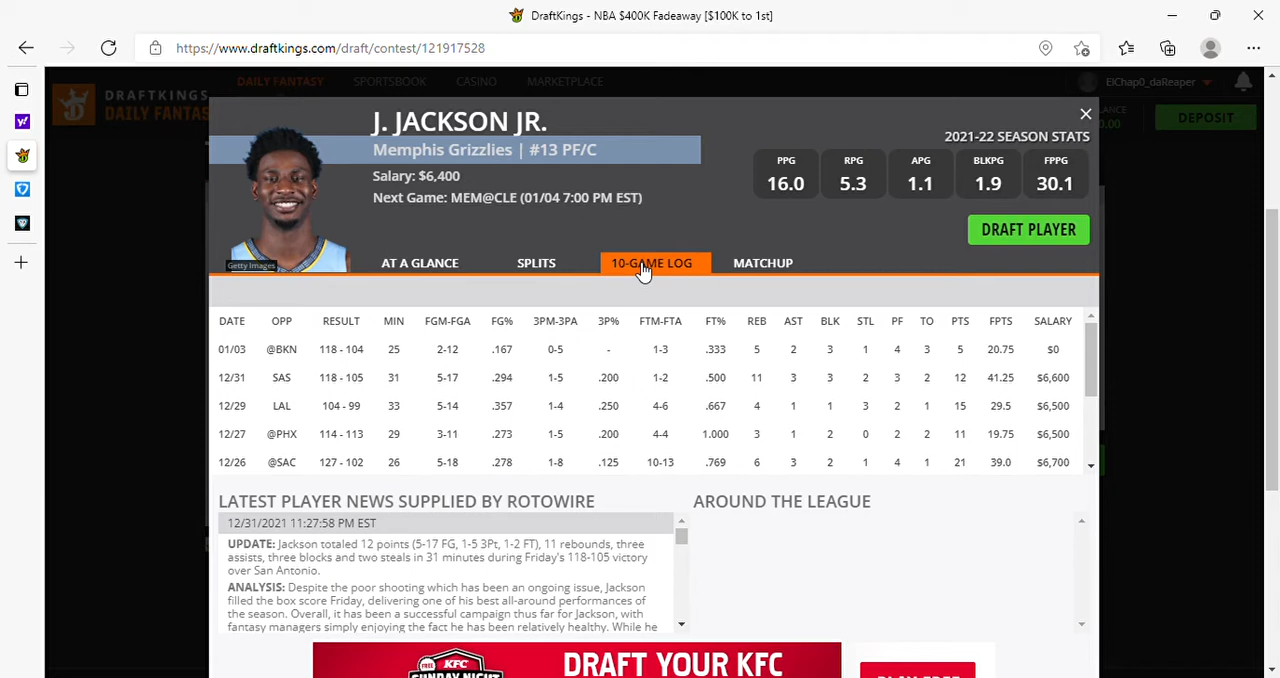 DraftKings - NBA $400K Fadeaway [$100K to 1st]
https://www.draftkings.com/draft/contest/121917528
DRAFTKINGS
DAILY FANTAS
DAILY FANTASY SPORTSBOOK CASINO MARKETPLACE
ElChap0_daReaper
LANCE
0.00
DEPOSIT
J. JACKSON JR.
Memphis Grizzlies | #13 PF/C
Salary: $6,400
Next Game: MEM@CLE (01/04 7:00 PM EST)
2021-22 SEASON STATS
PPG RPG APG BLKPG FPPG
16.0 5.3 1.1 1.9 30.1
DRAFT PLAYER
Getty Images
AT A GLANCE SPLITS 10-GAME LOG MATCHUP
DATE OPP RESULT MIN FGM-FGA FG% 3PM-3PA 3P% FTM-FTA FT% REB AST BLK STL PF TO PTS FPTS SALARY
01/03 @BKN 118 - 104 25 2-12 .167 0-5 - 1-3 .333 5 2 3 1 4 3 5 20.75 $0
12/31 SAS 118 - 105 31 5-17 .294 1-5 .200 1-2 .500 11 3 3 2 3 2 12 41.25 $6,600
12/29 LAL 104 - 99 33 5-14 .357 1-4 .250 4-6 .667 4 1 1 3 2 1 15 29.5 $6,500
12/27 @PHX 114 - 113 29 3-11 .273 1-5 .200 4-4 1.000 3 1 2 0 2 2 11 19.75 $6,500
12/26 @SAC 127 - 102 26 5-18 .278 1-8 .125 10-13 .769 6 3 2 1 4 1 21 39.0 $6,700
LATEST PLAYER NEWS SUPPLIED BY ROTOWIRE
12/31/2021 11:27:58 PM EST
UPDATE: Jackson totaled 12 points (5-17 FG, 1-5 3Pt, 1-2 FT), 11 rebounds, three
assists, three blocks and two steals in 31 minutes during Friday's 118-105 victory
over San Antonio.
ANALYSIS: Despite the poor shooting which has been an ongoing issue, Jackson
filled the box score Friday, delivering one of his best all-around performances of
the season. Overall, it has been a successful campaign thus far for Jackson, with
fantasy managers simply enjoying the fact he has been relatively healthy. While he
AROUND THE LEAGUE
FREE KFC
SUNDAY NIGHT
DRAFT YOUR KFC
PLAY FREE